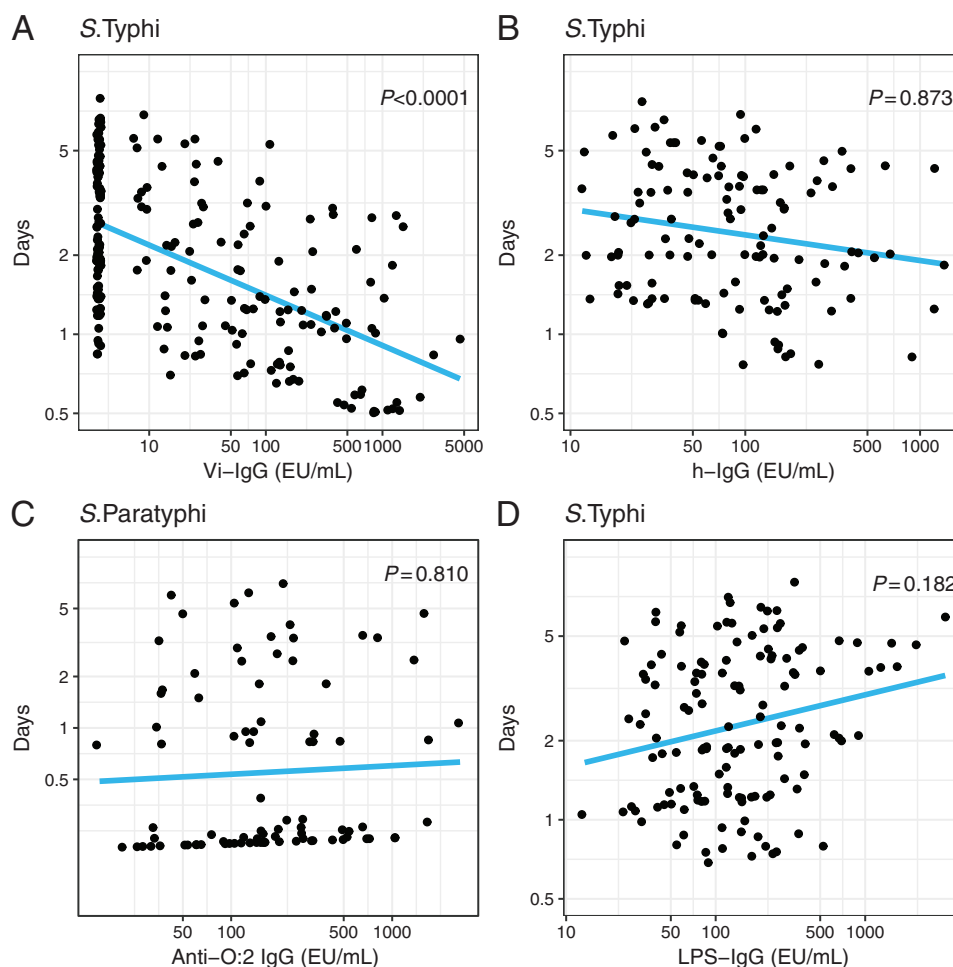 A S.Typhi
P<0.0001
Days
5
2
1
0.5
10 50 100 500 1000 5000
Vi–IgG (EU/mL)
B S.Typhi
P=0.873
Days
5
2
1
0.5
10 50 100 500 1000
h–IgG (EU/mL)
C S.Paratyphi
P=0.810
Days
5
2
1
0.5
50 100 500 1000
Anti–O:2 IgG (EU/mL)
D S.Typhi
P=0.182
Days
5
2
1
0.5
10 50 100 500 1000
LPS–IgG (EU/mL)